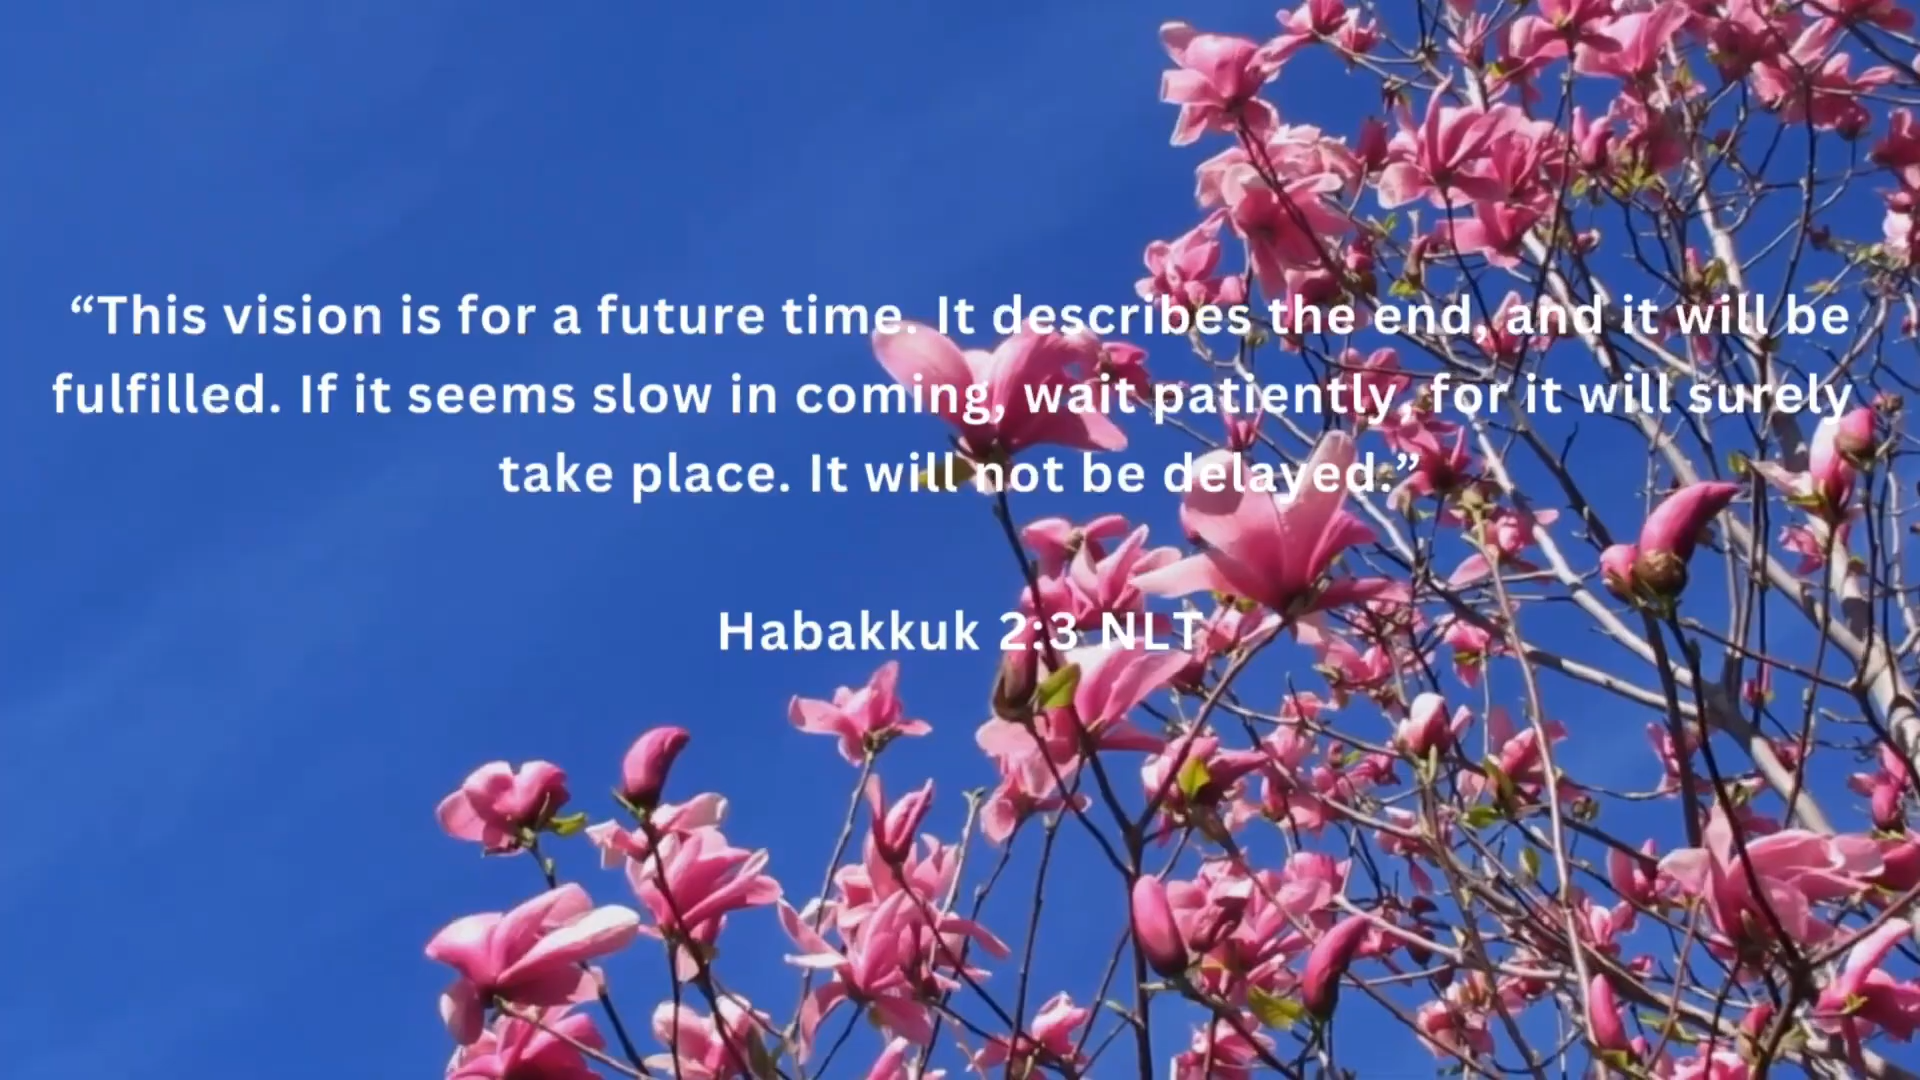 “This vision is for a future time. It describes the end, and it will be
fulfilled. If it seems slow in coming, wait patiently, for it will surely
take place. It will not be delayed.”
Habakkuk 2:3 NLT